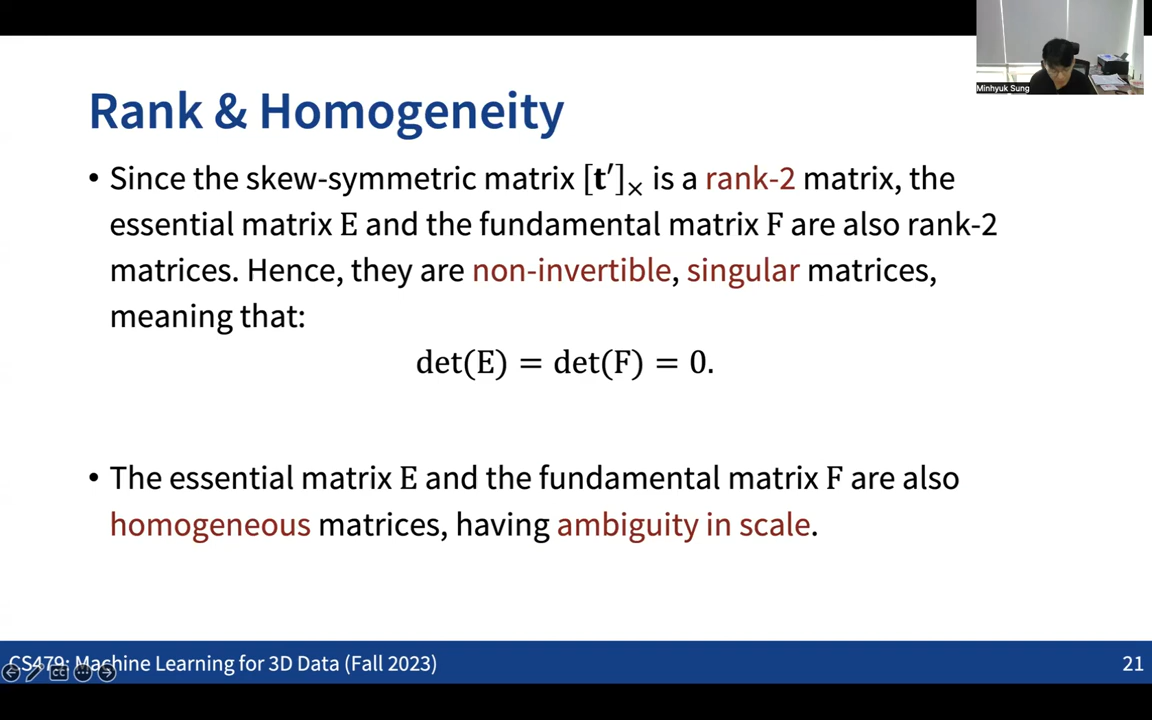 Minhyuk Sung
Rank & Homogeneity
• Since the skew-symmetric matrix [t′]× is a rank-2 matrix, the
essential matrix E and the fundamental matrix F are also rank-2
matrices. Hence, they are non-invertible, singular matrices,
meaning that:
det(E) = det(F) = 0.
• The essential matrix E and the fundamental matrix F are also
homogeneous matrices, having ambiguity in scale.
CS479: Machine Learning for 3D Data (Fall 2023)
21